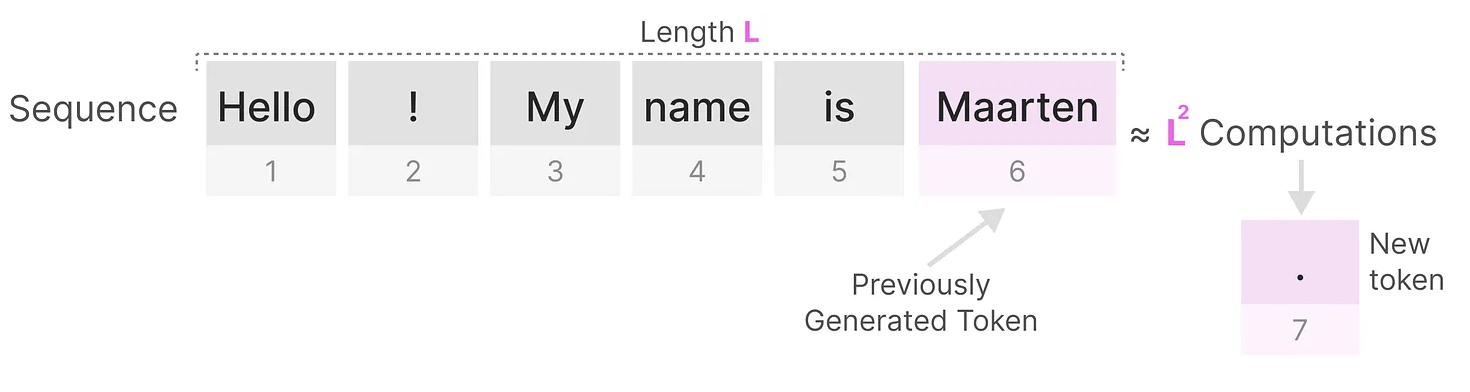 Length L
Sequence Hello ! My name is Maarten
1 2 3 4 5 6
≈ L² Computations
Previously
Generated Token
.
7
New
token